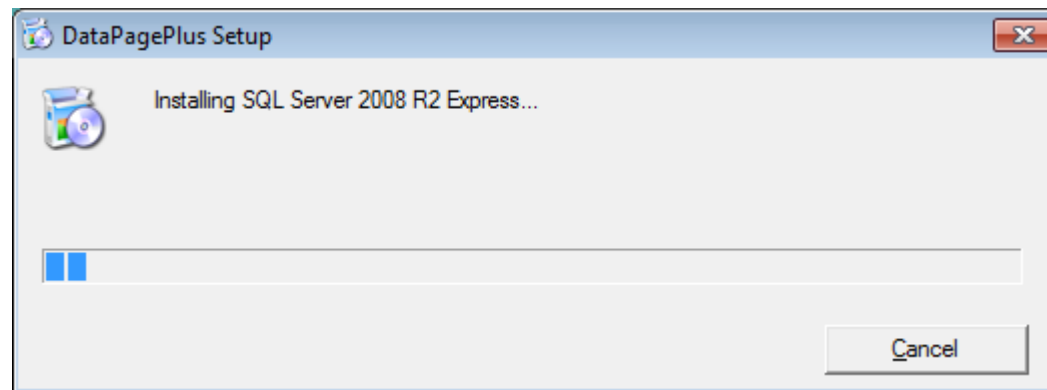 DataPagePlus Setup
Installing SQL Server 2008 R2 Express...
Cancel